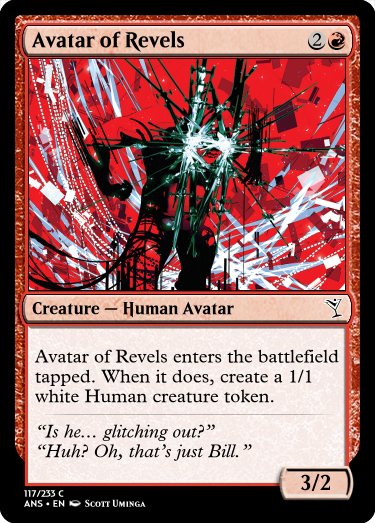 Avatar of Revels 2
Creature — Human Avatar
Avatar of Revels enters the battlefield
tapped. When it does, create a 1/1
white Human creature token.
“Is he… glitching out?”
“Huh? Oh, that’s just Bill.”
3/2
117/233 C
ANS • EN Scott Uminga